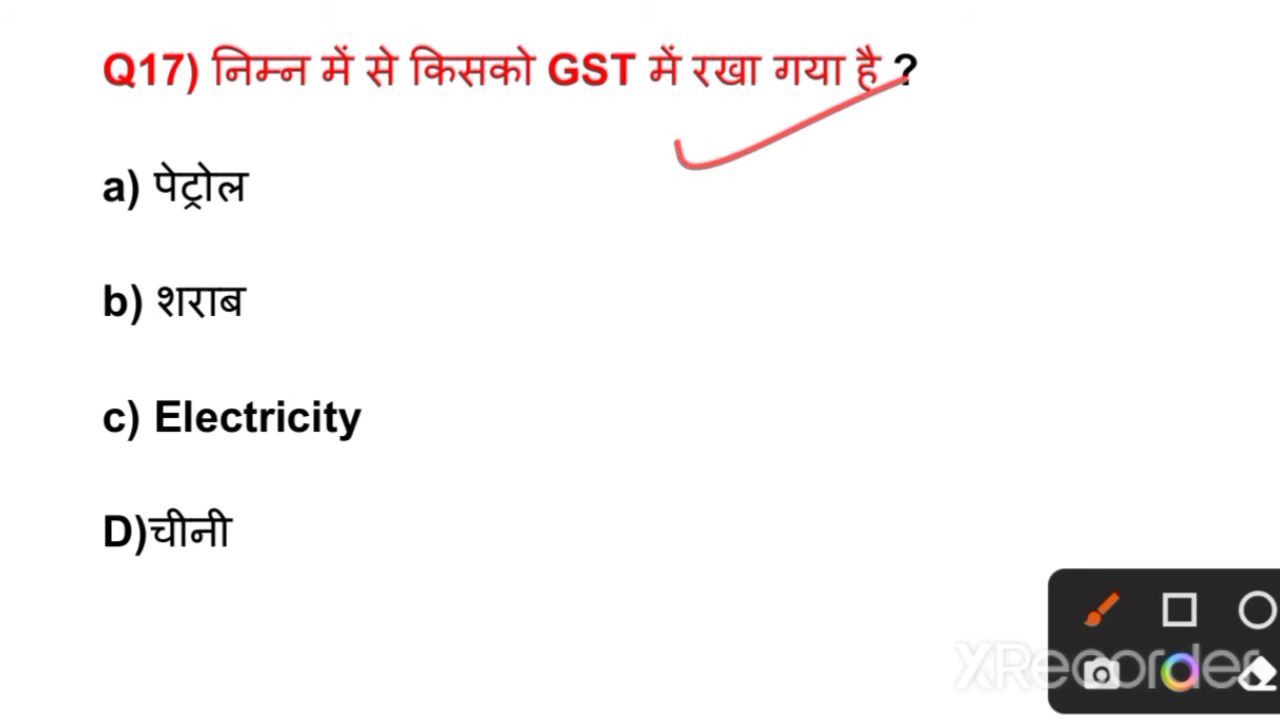 Q17) निम्न में से किसको GST में रखा गया है ?
a) पेट्रोल
b) शराब
c) Electricity
D)चीनी
XRecorder